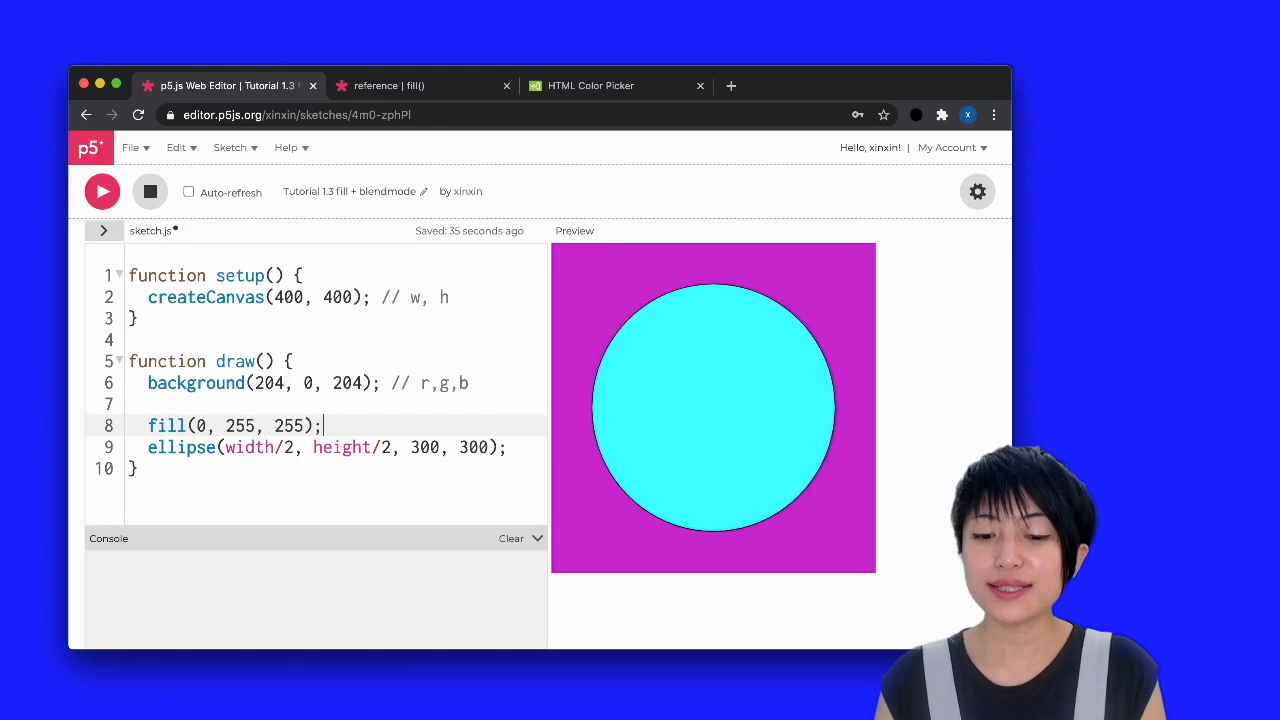 p5.js Web Editor | Tutorial 1.3 f
reference | fill()
HTML Color Picker
editor.p5js.org/xinxin/sketches/4m0-zphPl
X
p5*
File
Edit
Sketch
Help
Hello, xinxin!
|
My Account
Auto-refresh
Tutorial 1.3 fill + blendmode
by xinxin
sketch.js
Saved: 35 seconds ago
Preview
1 function setup() {
2 createCanvas(400, 400); // w, h
3 }
4
5 function draw() {
6 background(204, 0, 204); // r,g,b
7
8 fill(0, 255, 255);
9 ellipse(width/2, height/2, 300, 300);
10 }
Console
Clear